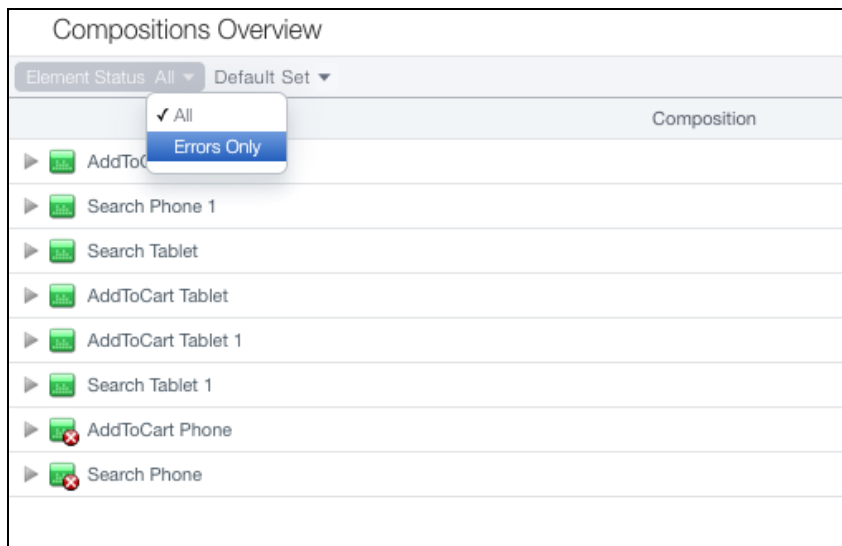 Compositions Overview
Element Status All Default Set
✓ All
Errors Only
Composition
AddToC
Search Phone 1
Search Tablet
AddToCart Tablet
AddToCart Tablet 1
Search Tablet 1
AddToCart Phone
Search Phone